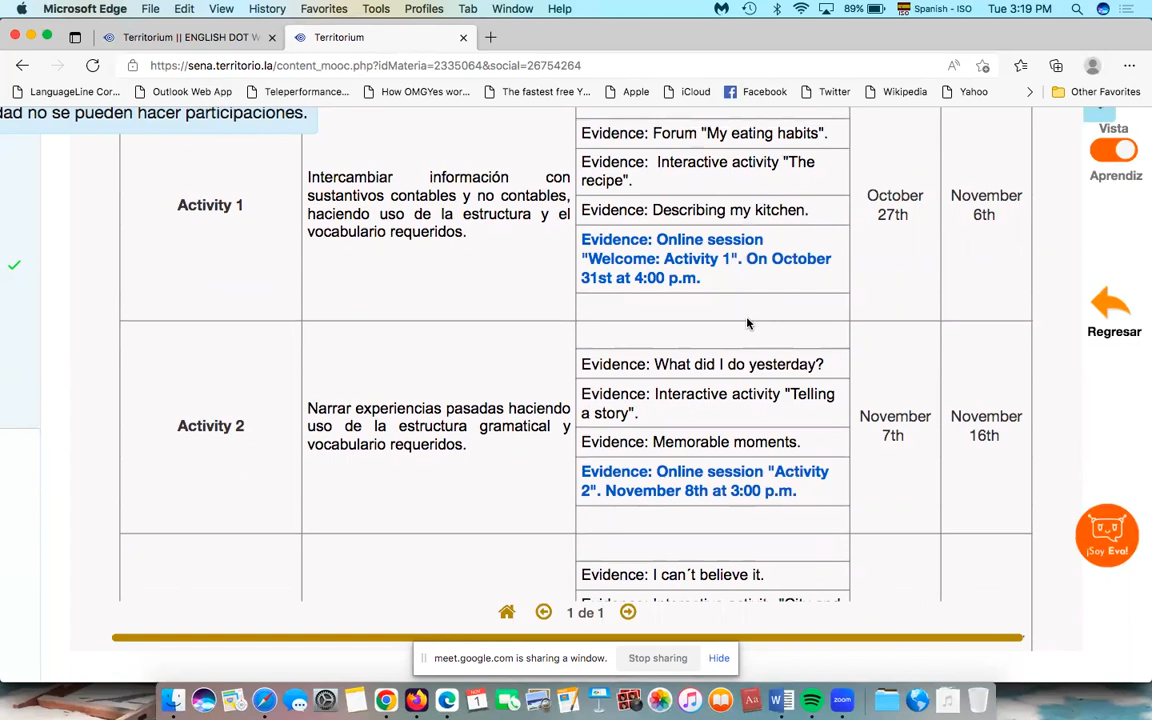 Microsoft Edge File Edit View History Favorites Tools Profiles Tab Window Help 89% Spanish - ISO Tue 3:19 PM
Territorium || ENGLISH DOT W
Territorium
https://sena.territorio.la/content_mooc.php?idMateria=2335064&social=26754264
LanguageLine Cor...
Outlook Web App
Teleperformance...
How OMGYes wor...
The fastest free Y...
Apple
iCloud
Facebook
Twitter
Wikipedia
Yahoo
Other Favorites
dad no se pueden hacer participaciones.
Vista
Aprendiz
Regresar
¡Soy Eva!
Activity 1
Intercambiar información con
sustantivos contables y no contables,
haciendo uso de la estructura y el
vocabulario requeridos.
Evidence: Forum "My eating habits".
Evidence: Interactive activity "The
recipe".
Evidence: Describing my kitchen.
Evidence: Online session
"Welcome: Activity 1". On October
31st at 4:00 p.m.
October
27th
November
6th
Activity 2
Narrar experiencias pasadas haciendo
uso de la estructura gramatical y
vocabulario requeridos.
Evidence: What did I do yesterday?
Evidence: Interactive activity "Telling
a story".
Evidence: Memorable moments.
Evidence: Online session "Activity
2". November 8th at 3:00 p.m.
November
7th
November
16th
Evidence: I can´t believe it.
1 de 1
meet.google.com is sharing a window.
Stop sharing
Hide
zoom